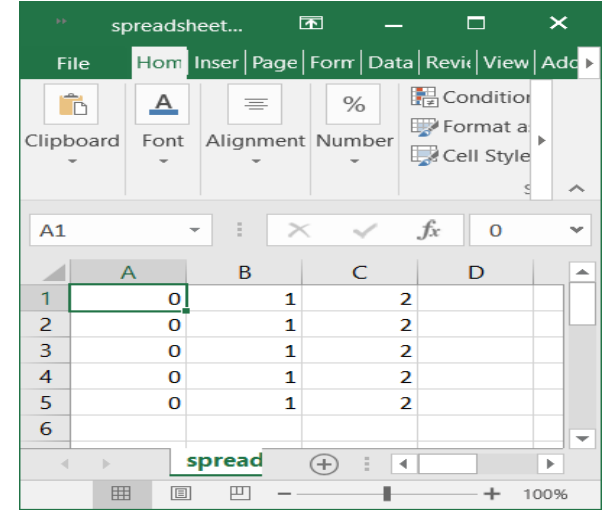 spreadsh...
File Hom Inser Page Forr Data Revie View Add
Condition
Format a
Cell Style
Clipboard Font Alignment Number
A1 fx 0
A B C D
1 0 1 2
2 0 1 2
3 0 1 2
4 0 1 2
5 0 1 2
6
spread
100%